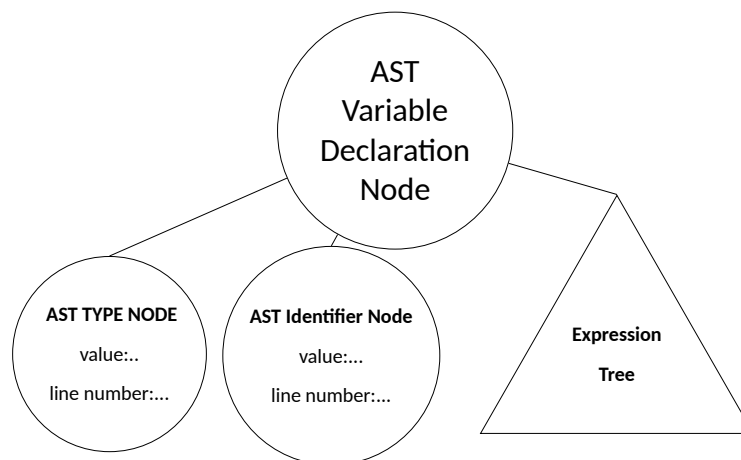 AST
Variable
Declaration
Node
AST TYPE NODE
value:..
line number:...
AST Identifier Node
value:...
line number:...
Expression
Tree